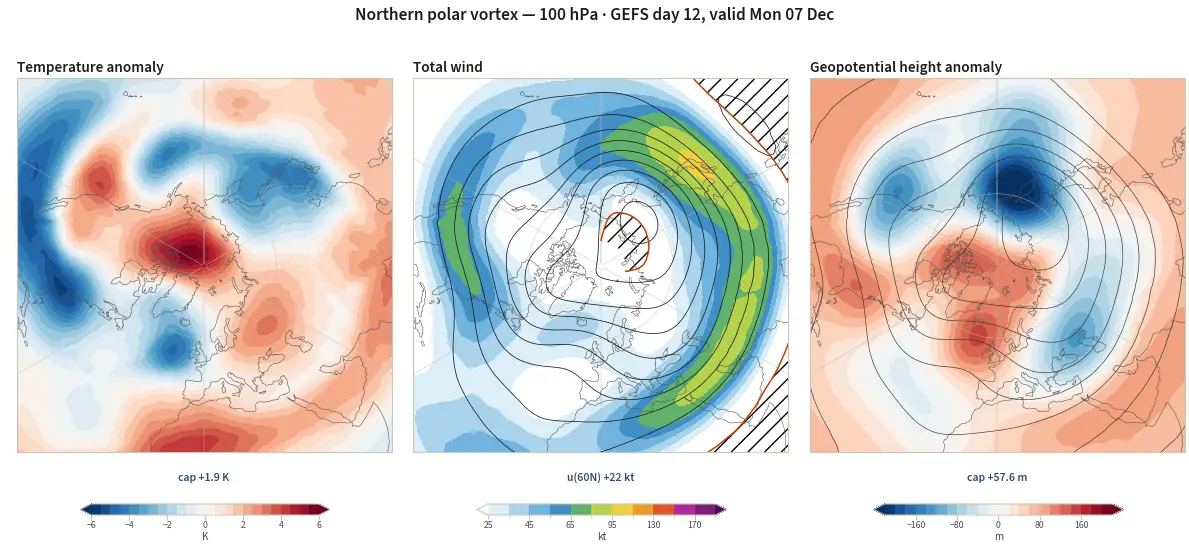 Northern polar vortex — 100 hPa · GEFS day 12, valid Mon 07 Dec
Temperature anomaly
Total wind
Geopotential height anomaly
cap +1.9 K
u(60N) +22 kt
cap +57.6 m
−6 −4 −2 0 2 4 6
K
25 45 65 95 130 170
kt
−160 −80 0 80 160
m